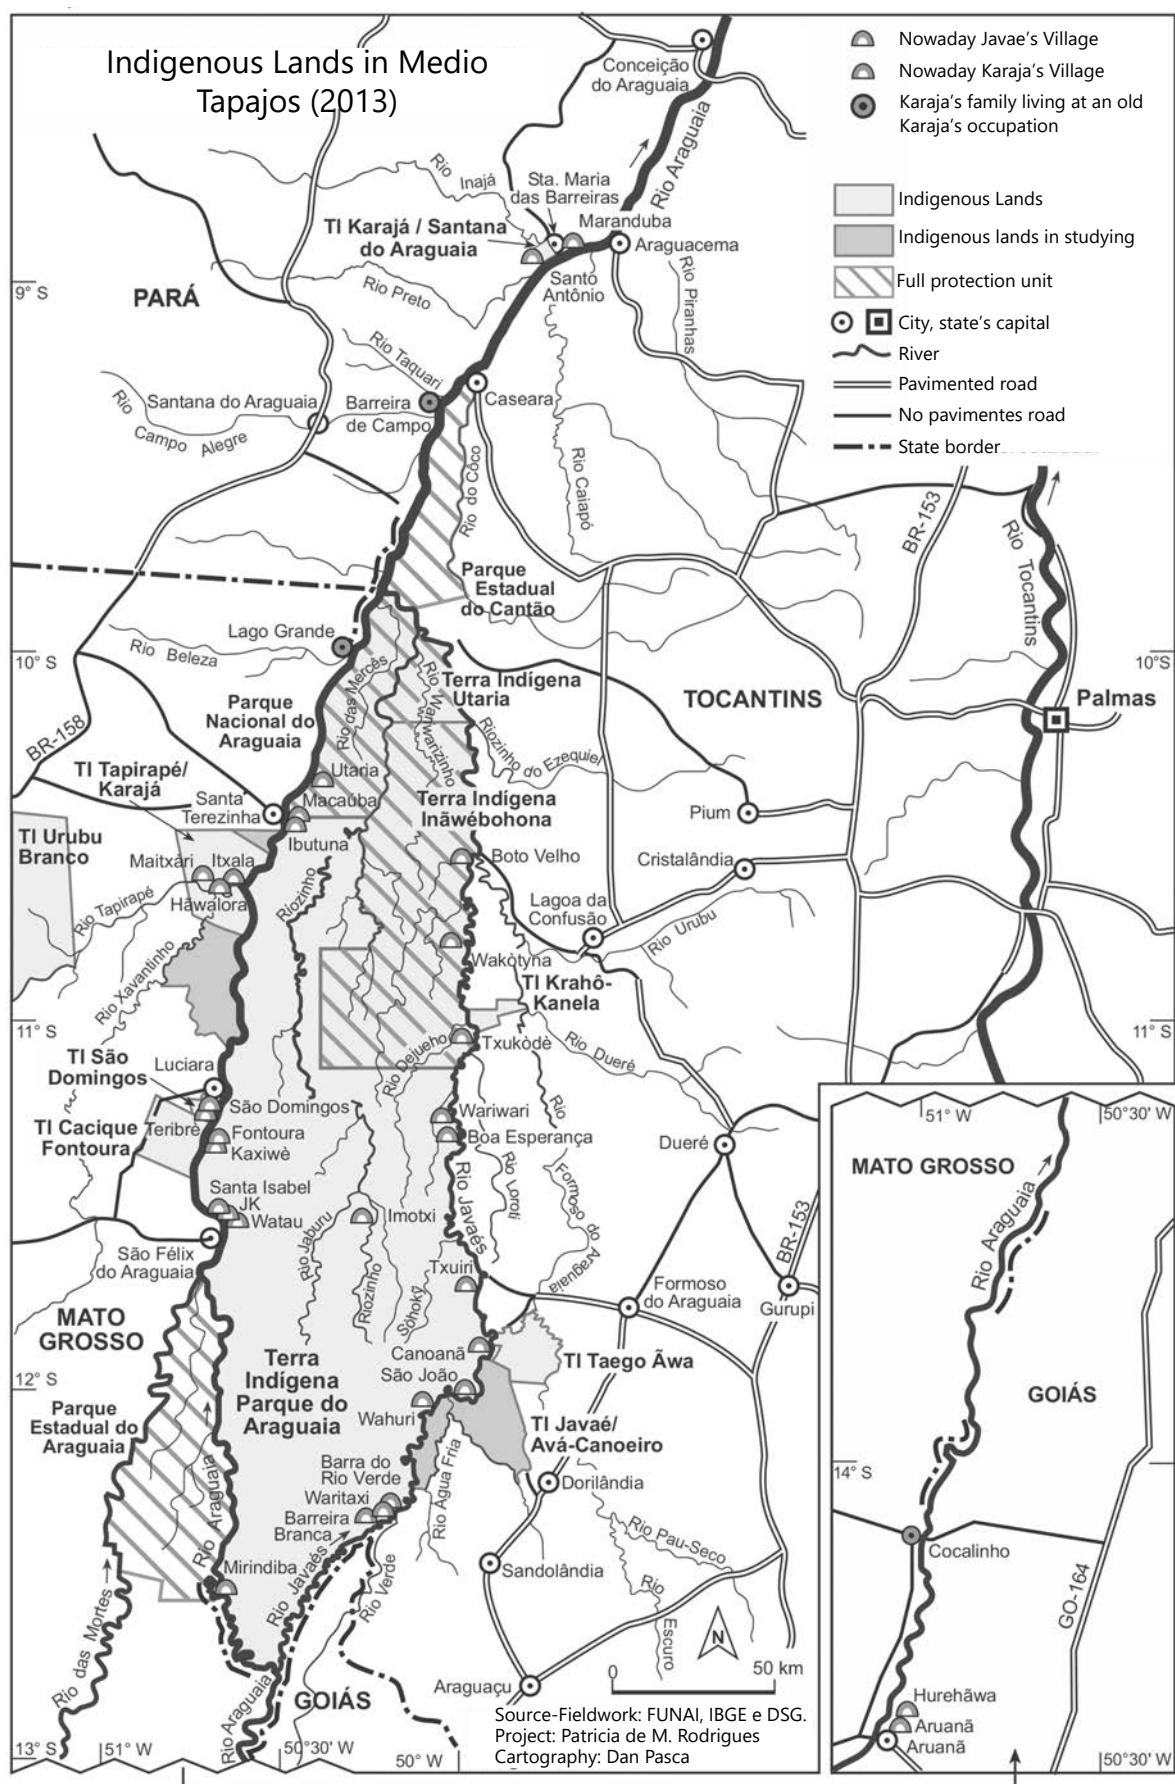 Indigenous Lands in Medio
Tapajos (2013)
Nowaday Javae's Village
Nowaday Karaja's Village
Karaja's family living at an old
Karaja's occupation
Indigenous Lands
Indigenous lands in studying
Full protection unit
City, state's capital
River
Pavimented road
No pavimentes road
State border
Conceição
do Araguaia
Rio Araguaia
Rio
Inajá
Sta. Maria
das Barreiras
Maranduba
TI Karajá / Santana
do Araguaia
Araguacema
Santo
Antônio
9° S
PARÁ
Rio Preto
Rio Piranhas
Rio Taquari
Santana do Araguaia
Barreira
de Campo
Caseara
Rio
Campo Alegre
Rio do Côco
Rio Caiapó
BR-153
Rio Tocantins
Parque
Estadual
do Cantão
Lago Grande
Rio Beleza
10° S
10° S
Rio das Mercês
Rio Wariwarizinho
Terra Indígena
Utaria
TOCANTINS
Palmas
Parque
Nacional do
Araguaia
BR-158
Riozinho do Ezequiel
TI Tapirapé/
Karajá
Utaria
Macaúba
Terra Indígena
Inãwébohona
Santa
Terezinha
Pium
TI Urubu
Branco
Ibutuna
Maitxári
Itxala
Boto Velho
Cristalândia
Riozinho
Lagoa da
Confusão
Rio Tapirapé
Hãwalora
Rio Urubu
Rio Xavantinho
Wakòtyna
TI Krahô-
Kanela
11° S
11° S
Rio Dejueho
Txukòdè
Rio Dueré
TI São
Domingos
Luciara
São Domingos
Wariwari
Rio
Formoso do
Araguaia
TI Cacique
Fontoura
Teribrè
Fontoura
Kaxiwè
Boa Esperança
Dueré
Rio Loroti
Rio Javaés
Santa Isabel
JK
Watau
Imotxi
Rio Jaburu
Riozinho
Sóhoky
BR-153
São Félix
do Araguaia
Txuiri
Formoso
do Araguaia
Gurupi
MATO
GROSSO
Canoanã
TI Taego Ãwa
12° S
Terra
Indígena
Parque do
Araguaia
São João
Wahuri
Parque
Estadual do
Araguaia
TI Javaé/
Avá-Canoeiro
Rio Araguaia
Barra do
Rio Verde
Waritaxi
Barreira
Branca
Rio Agua Fria
Dorilândia
Rio Pau-Seco
Mirindiba
Rio Javaés
Rio Verde
Sandolândia
Rio
Escuro
Rio das Mortes
N
0
50 km
Araguaçu
GOIÁS
Rio Araguaia
Source-Fieldwork: FUNAI, IBGE e DSG.
Project: Patricia de M. Rodrigues
Cartography: Dan Pasca
13° S
51° W
50°30' W
50° W
51° W
50°30' W
MATO GROSSO
Rio Araguaia
GOIÁS
14° S
Cocalinho
GO-164
Hurehãwa
Aruanã
Aruanã
50°30' W